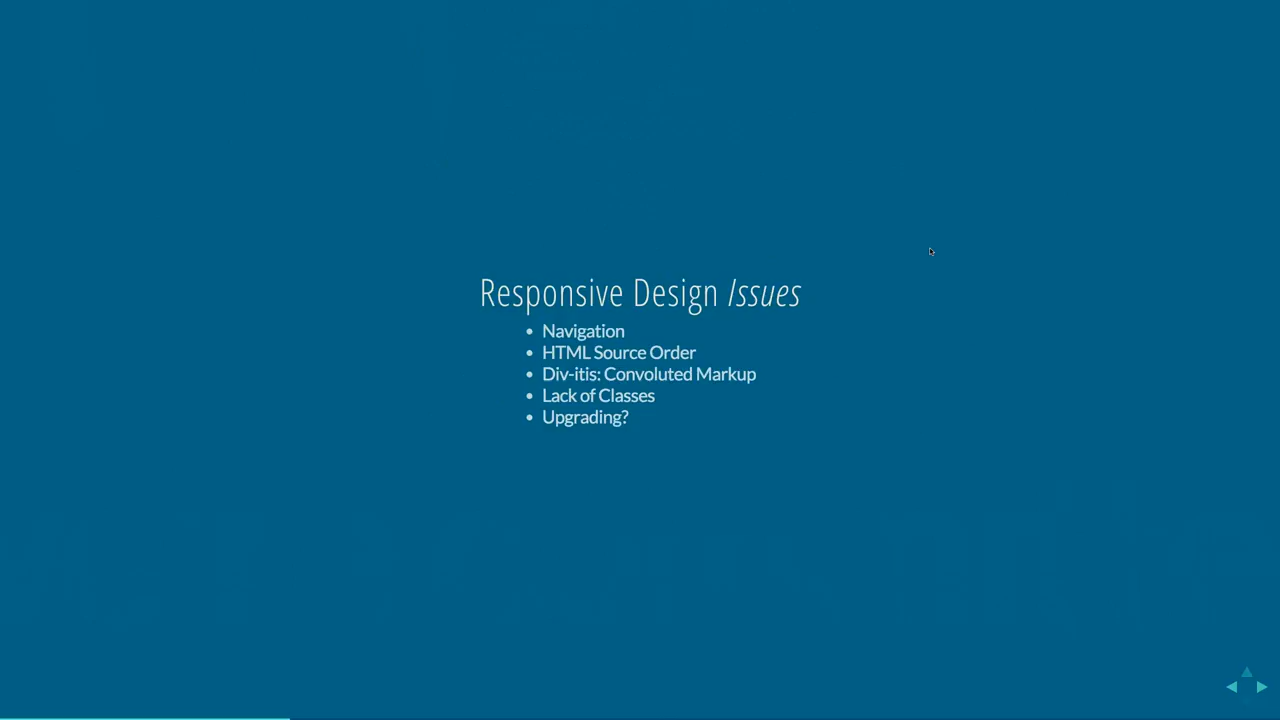 Responsive Design Issues
• Navigation
• HTML Source Order
• Div-itis: Convoluted Markup
• Lack of Classes
• Upgrading?